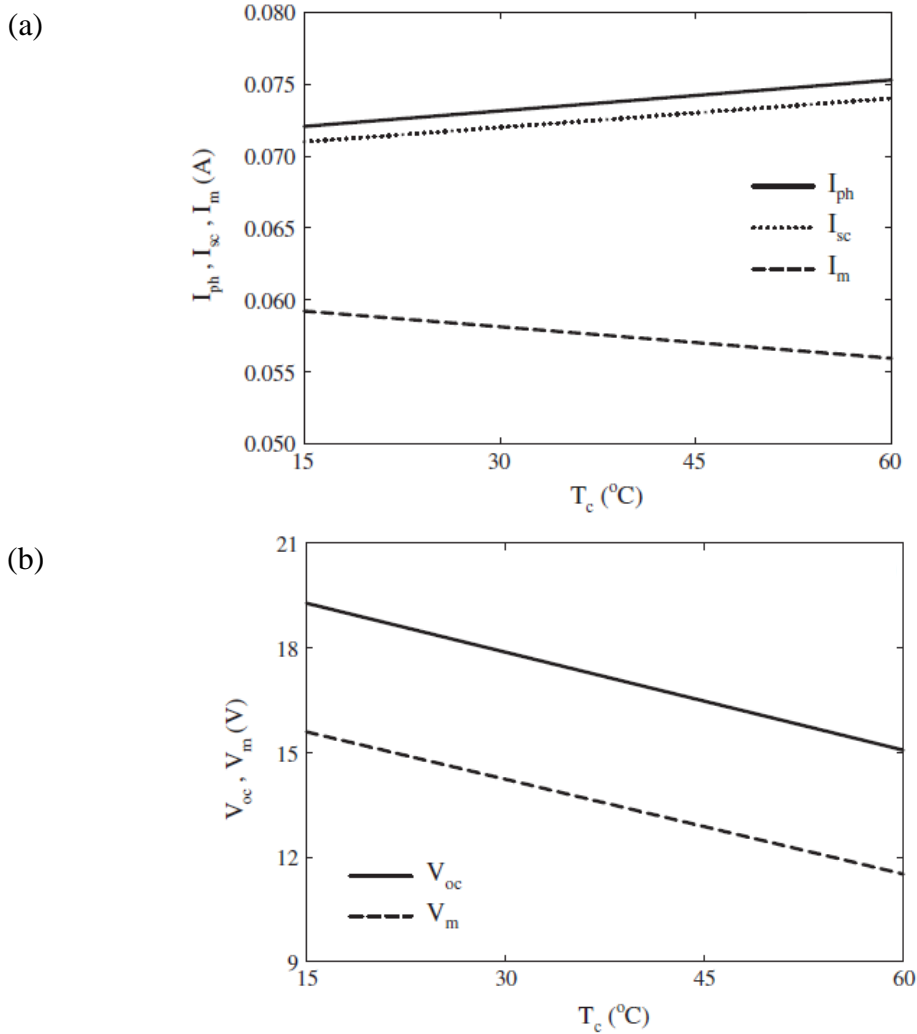 (a)
0.080
0.075
0.070
0.065
0.060
0.055
0.050
I_ph , I_sc , I_m (A)
I_ph
I_sc
I_m
15 30 45 60
T_c (°C)
(b)
21
18
15
12
9
V_oc , V_m (V)
V_oc
V_m
15 30 45 60
T_c (°C)